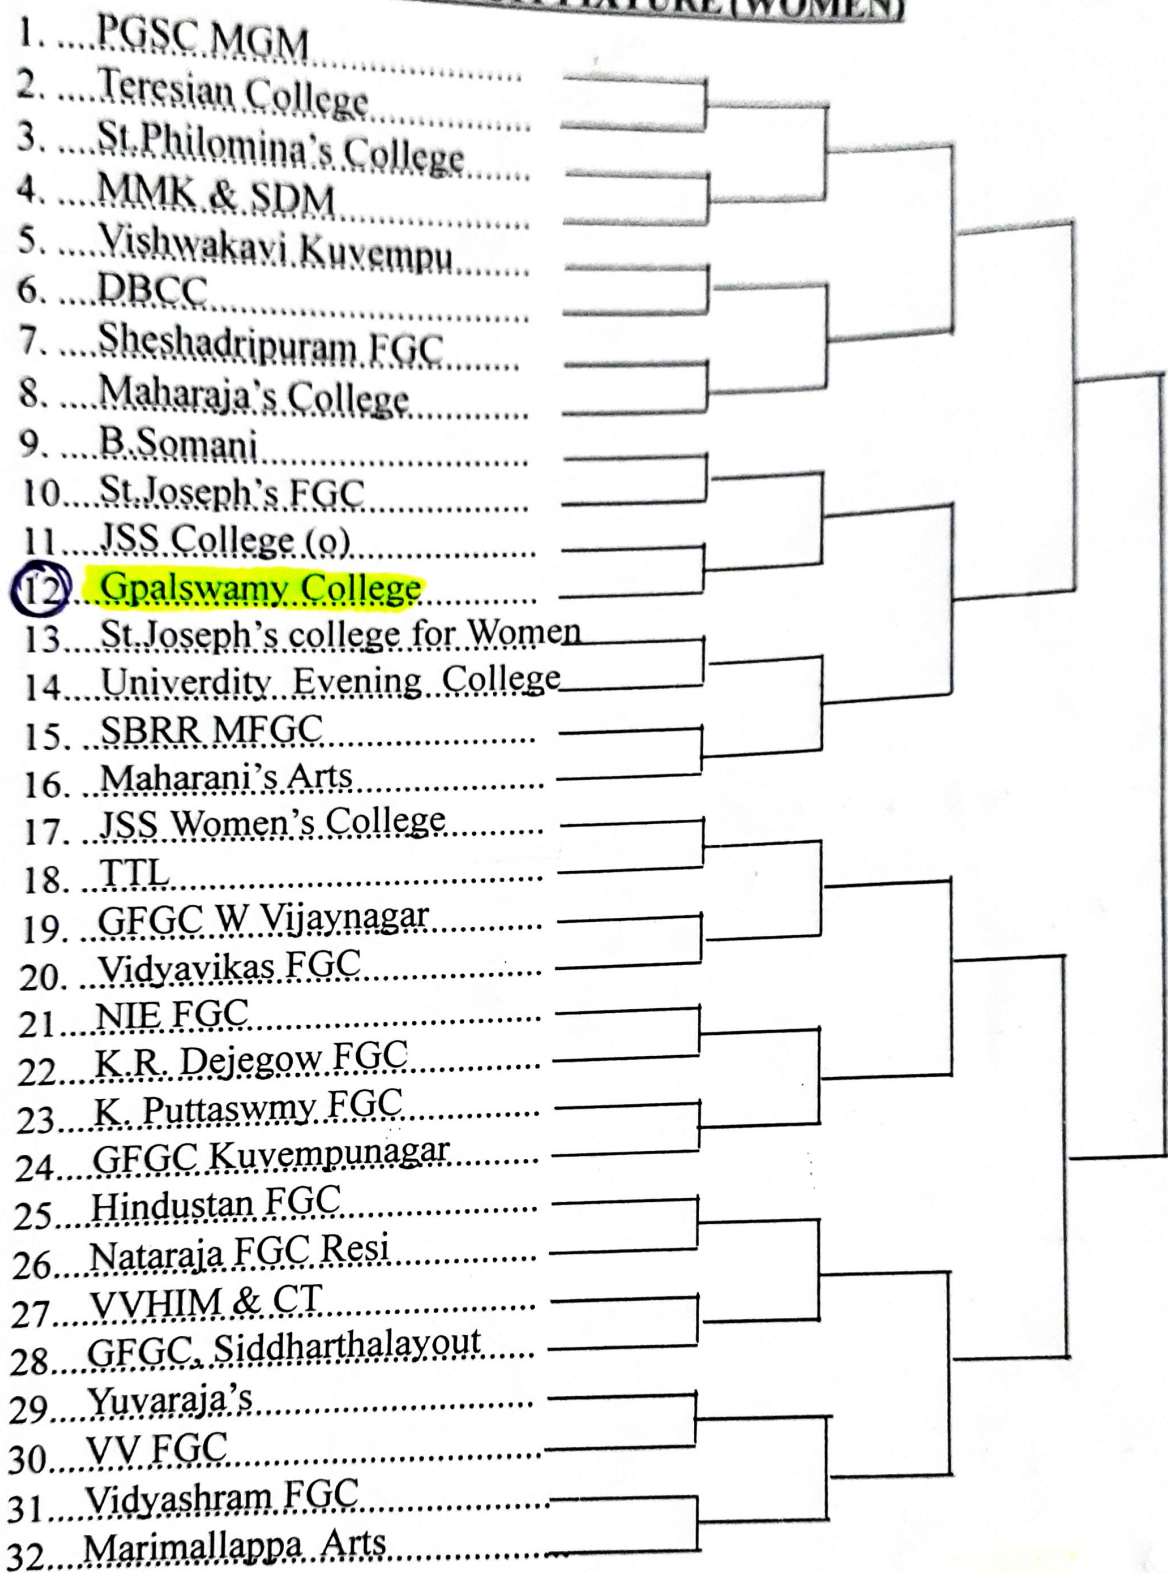 FIXTURE (WOMEN)
1. ....PGSC MGM
2. ....Teresian College
3. ....St.Philomina's College
4. ....MMK & SDM
5. ....Vishwakavi Kuvempu
6. ....DBCC
7. ....Sheshadripuram FGC
8. ....Maharaja's College
9. ....B.Somani
10....St.Joseph's FGC
11....JSS College (o)
12....Gpalswamy College
13....St.Joseph's college for Women
14....Univerdity Evening College
15. ..SBRR MFGC
16. ..Maharani's Arts
17. ..JSS Women's College
18. ..TTL
19. ..GFGC W Vijaynagar
20. ..Vidyavikas FGC
21....NIE FGC
22....K.R. Dejegow FGC
23....K. Puttaswmy FGC
24....GFGC Kuvempunagar
25....Hindustan FGC
26....Nataraja FGC Resi
27....VVHIM & CT
28....GFGC, Siddharthalayout
29....Yuvaraja's
30....VV FGC
31....Vidyashram FGC
32....Marimallappa Arts